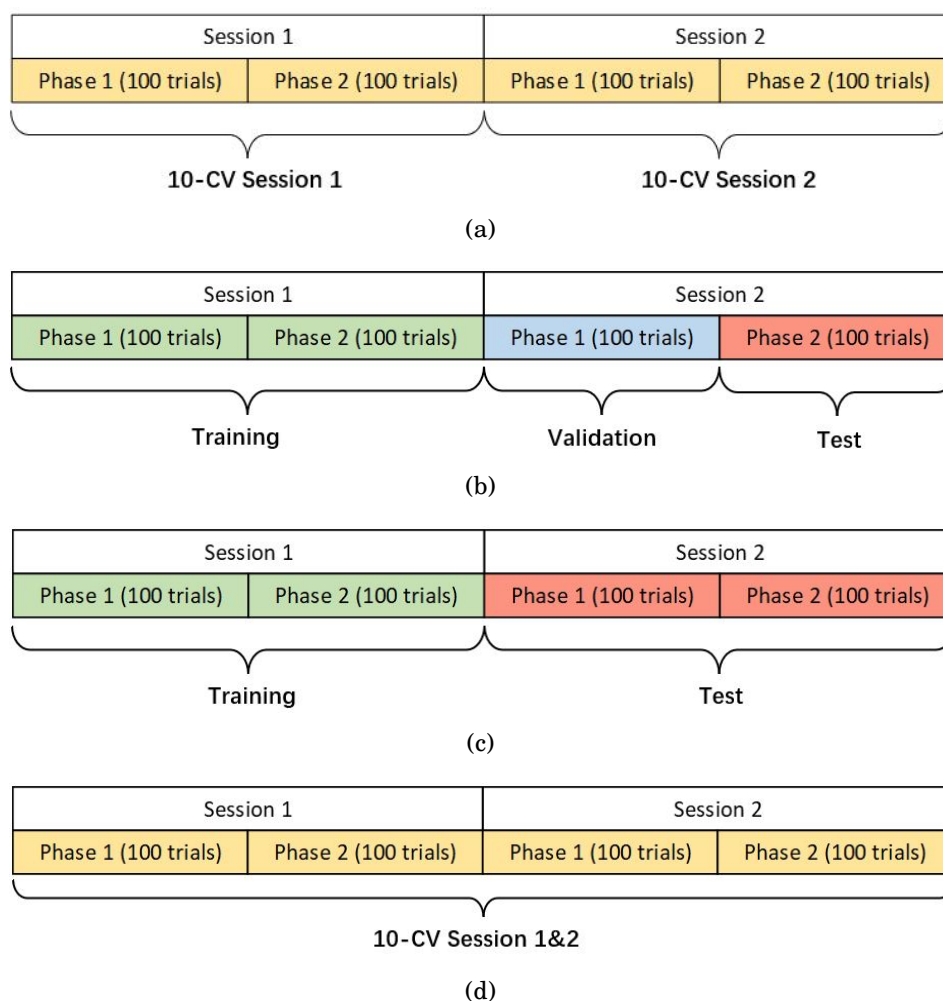 Session 1 Session 2
Phase 1 (100 trials) Phase 2 (100 trials) Phase 1 (100 trials) Phase 2 (100 trials)
10-CV Session 1 10-CV Session 2
(a)
Session 1 Session 2
Phase 1 (100 trials) Phase 2 (100 trials) Phase 1 (100 trials) Phase 2 (100 trials)
Training Validation Test
(b)
Session 1 Session 2
Phase 1 (100 trials) Phase 2 (100 trials) Phase 1 (100 trials) Phase 2 (100 trials)
Training Test
(c)
Session 1 Session 2
Phase 1 (100 trials) Phase 2 (100 trials) Phase 1 (100 trials) Phase 2 (100 trials)
10-CV Session 1&2
(d)